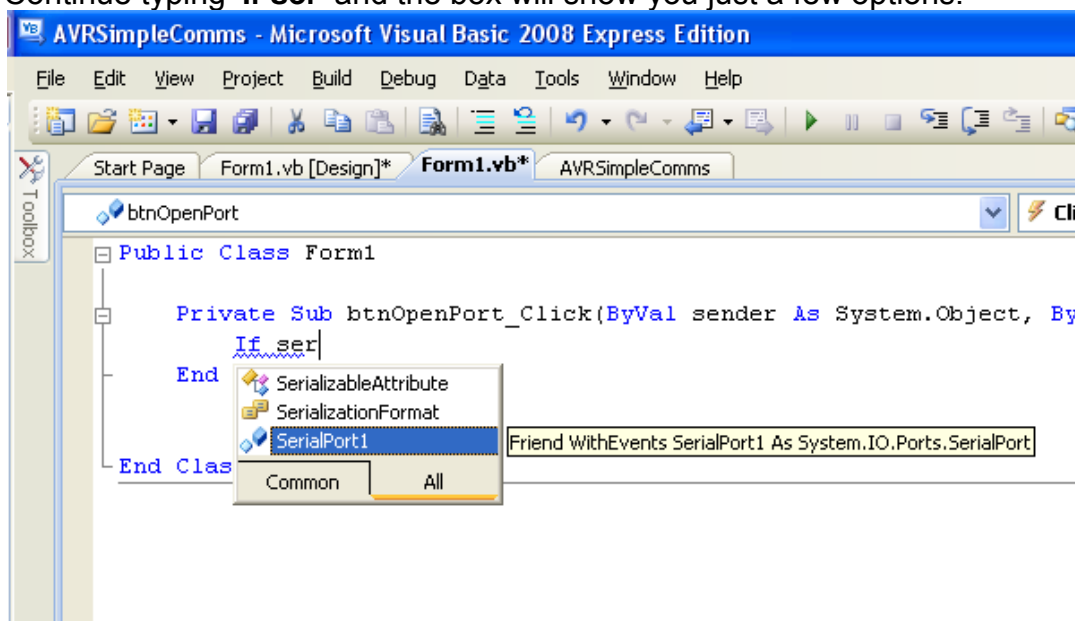 Continue typing 'If Ser' and the box will show you just a few options.
AVRSimpleComms - Microsoft Visual Basic 2008 Express Edition
File Edit View Project Build Debug Data Tools Window Help
Start Page Form1.vb [Design]* Form1.vb* AVRSimpleComms
Toolbox
btnOpenPort Cli
Public Class Form1
Private Sub btnOpenPort_Click(ByVal sender As System.Object, By
If ser
End
SerializableAttribute
SerializationFormat
SerialPort1 Friend WithEvents SerialPort1 As System.IO.Ports.SerialPort
End Clas
Common All